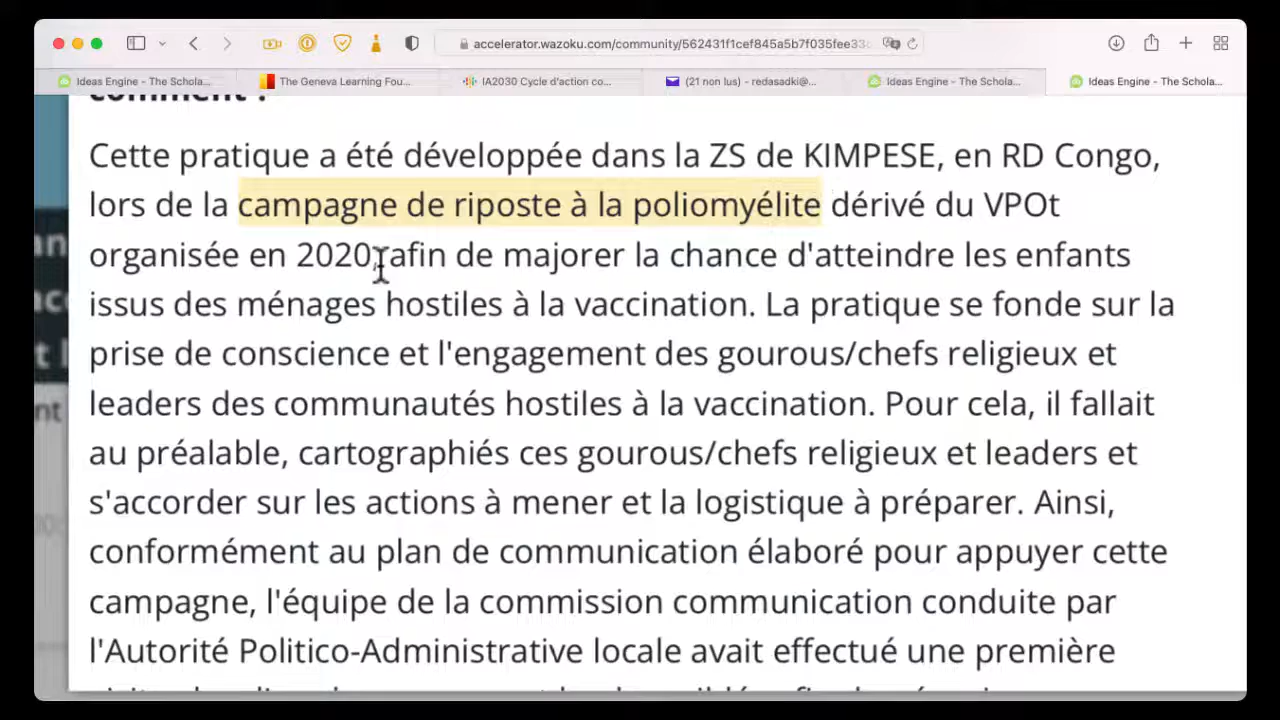 accelerator.wazoku.com/community/562431f1cef845a5b7f035fee33
Ideas Engine - The Schola...
The Geneva Learning Fou...
IA2030 Cycle d'action co...
(21 non lus) - redasadki@...
Ideas Engine - The Schola...
Ideas Engine - The Schola...
comment ?
Cette pratique a été développée dans la ZS de KIMPESE, en RD Congo,
lors de la campagne de riposte à la poliomyélite dérivé du VPOt
organisée en 2020, afin de majorer la chance d'atteindre les enfants
issus des ménages hostiles à la vaccination. La pratique se fonde sur la
prise de conscience et l'engagement des gourous/chefs religieux et
leaders des communautés hostiles à la vaccination. Pour cela, il fallait
au préalable, cartographiés ces gourous/chefs religieux et leaders et
s'accorder sur les actions à mener et la logistique à préparer. Ainsi,
conformément au plan de communication élaboré pour appuyer cette
campagne, l'équipe de la commission communication conduite par
l'Autorité Politico-Administrative locale avait effectué une première